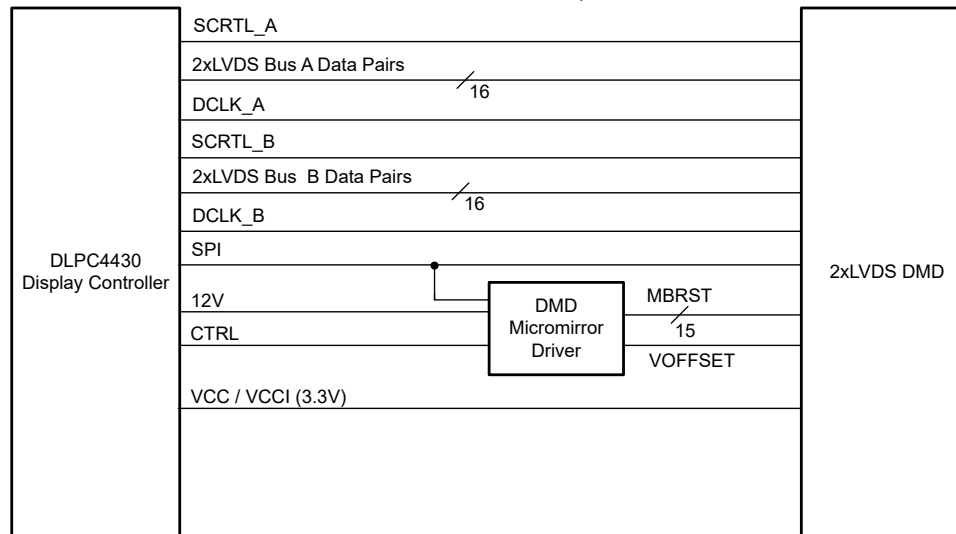 SCRTL_A
2xLVDS Bus A Data Pairs
16
DCLK_A
SCRTL_B
2xLVDS Bus B Data Pairs
16
DCLK_B
SPI
DLPC4430
Display Controller
2xLVDS DMD
12V
CTRL
DMD
Micromirror
Driver
MBRST
15
VOFFSET
VCC / VCCI (3.3V)